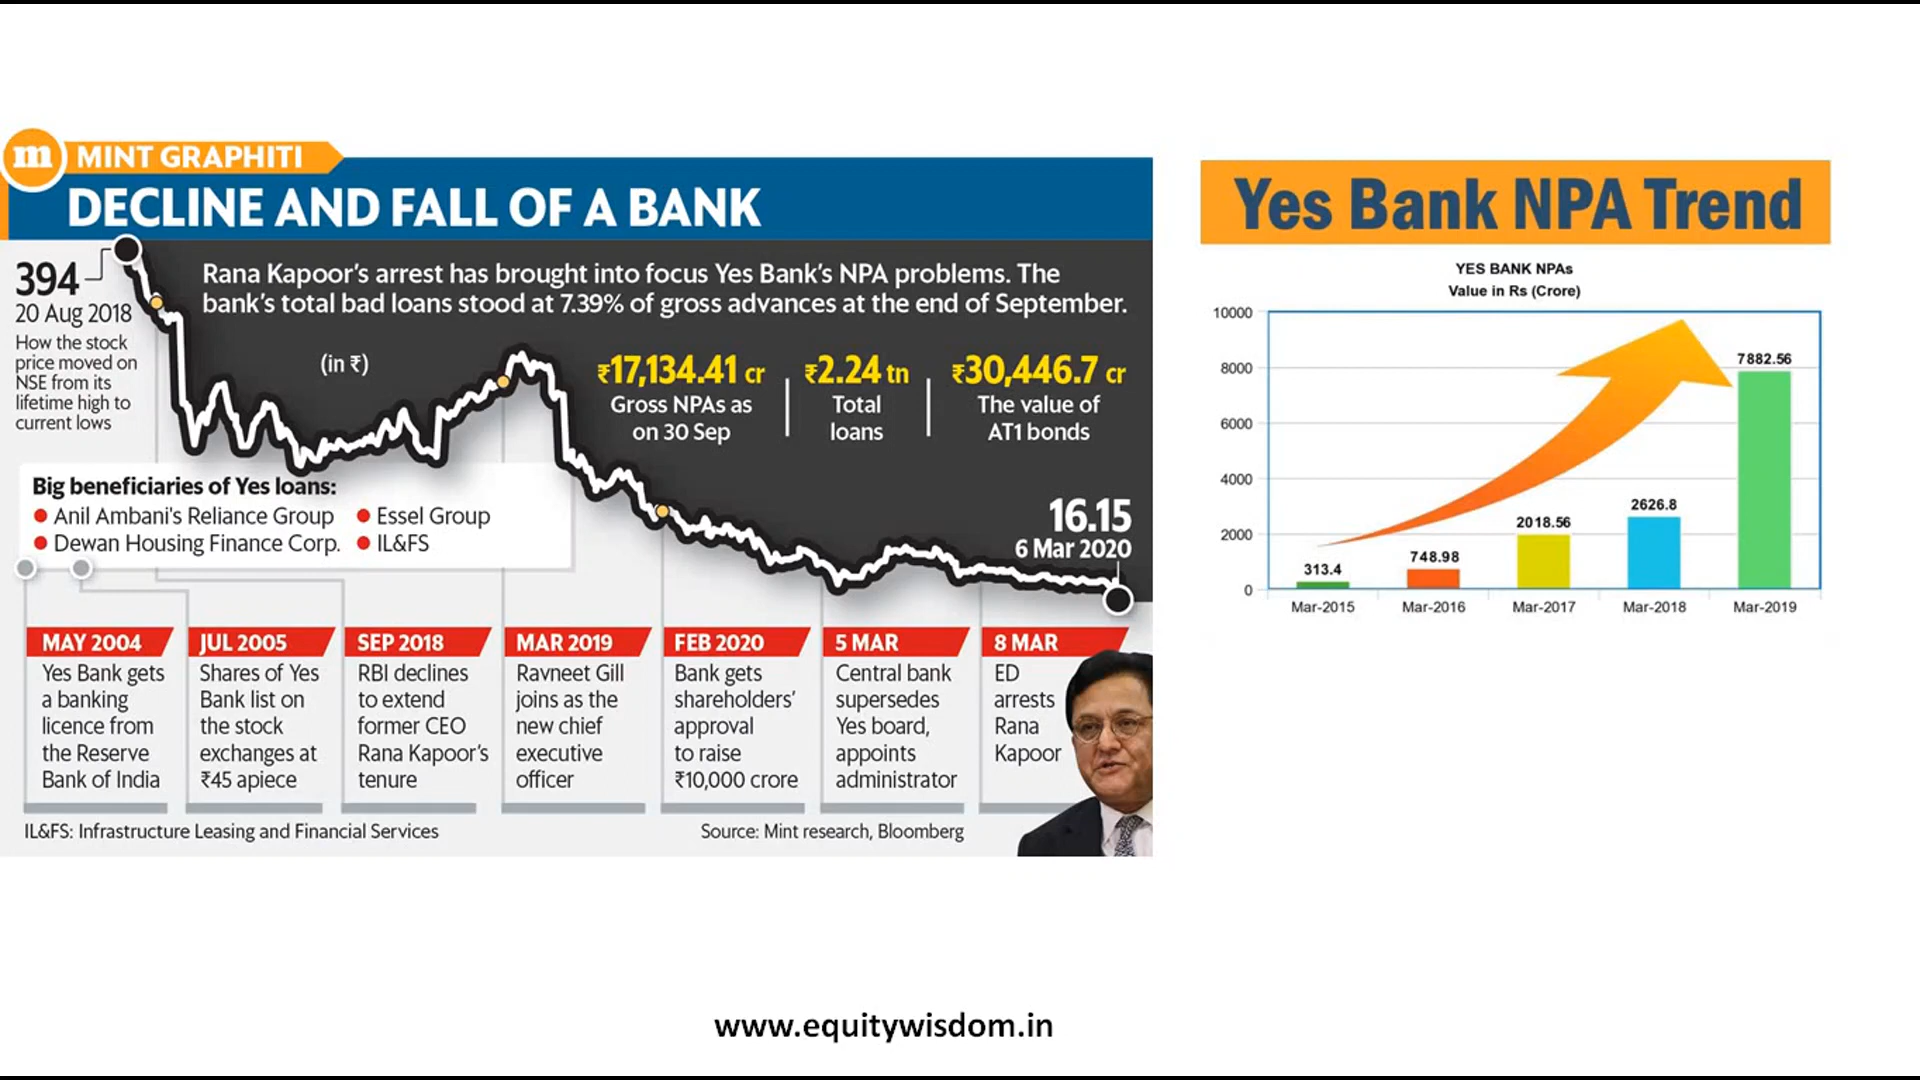 m MINT GRAPHITI
DECLINE AND FALL OF A BANK
394
20 Aug 2018
How the stock
price moved on
NSE from its
lifetime high to
current lows
Rana Kapoor's arrest has brought into focus Yes Bank's NPA problems. The
bank's total bad loans stood at 7.39% of gross advances at the end of September.
(in ₹)
₹17,134.41 cr
Gross NPAs as
on 30 Sep
₹2.24 tn
Total
loans
₹30,446.7 cr
The value of
AT1 bonds
16.15
6 Mar 2020
Big beneficiaries of Yes loans:
Anil Ambani's Reliance Group
Essel Group
Dewan Housing Finance Corp.
IL&FS
MAY 2004
Yes Bank gets
a banking
licence from
the Reserve
Bank of India
JUL 2005
Shares of Yes
Bank list on
the stock
exchanges at
₹45 apiece
SEP 2018
RBI declines
to extend
former CEO
Rana Kapoor's
tenure
MAR 2019
Ravneet Gill
joins as the
new chief
executive
officer
FEB 2020
Bank gets
shareholders'
approval
to raise
₹10,000 crore
5 MAR
Central bank
supersedes
Yes board,
appoints
administrator
8 MAR
ED
arrests
Rana
Kapoor
IL&FS: Infrastructure Leasing and Financial Services
Source: Mint research, Bloomberg
Yes Bank NPA Trend
YES BANK NPAs
Value in Rs (Crore)
10000
8000
6000
4000
2000
0
313.4
748.98
2018.56
2626.8
7882.56
Mar-2015
Mar-2016
Mar-2017
Mar-2018
Mar-2019
www.equitywisdom.in